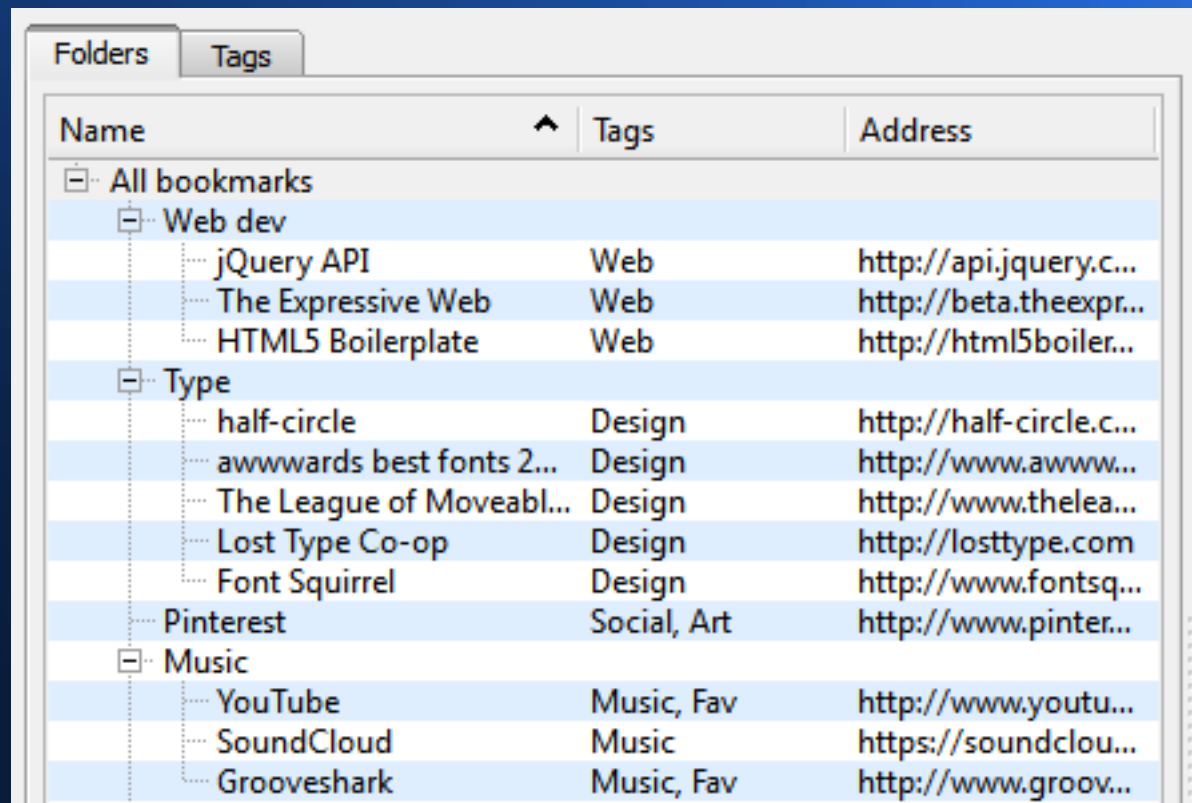 Folders Tags
Name Tags Address
All bookmarks
Web dev
jQuery API Web http://api.jquery.c...
The Expressive Web Web http://beta.theexpr...
HTML5 Boilerplate Web http://html5boiler...
Type
half-circle Design http://half-circle.c...
awwwards best fonts 2... Design http://www.awww...
The League of Moveabl... Design http://www.thelea...
Lost Type Co-op Design http://losttype.com
Font Squirrel Design http://www.fontsq...
Pinterest Social, Art http://www.pinter...
Music
YouTube Music, Fav http://www.youtu...
SoundCloud Music https://soundclou...
Grooveshark Music, Fav http://www.groov...